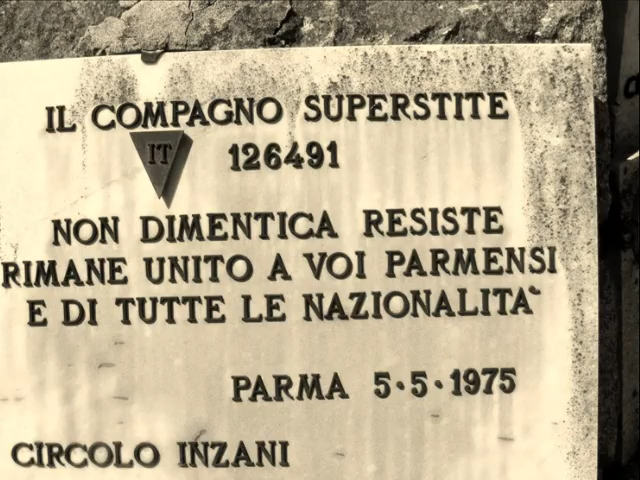 IL COMPAGNO SUPERSTITE
IT 126491
NON DIMENTICA RESISTE
RIMANE UNITO A VOI PARMENSI
E DI TUTTE LE NAZIONALITA`
PARMA 5·5·1975
CIRCOLO INZANI